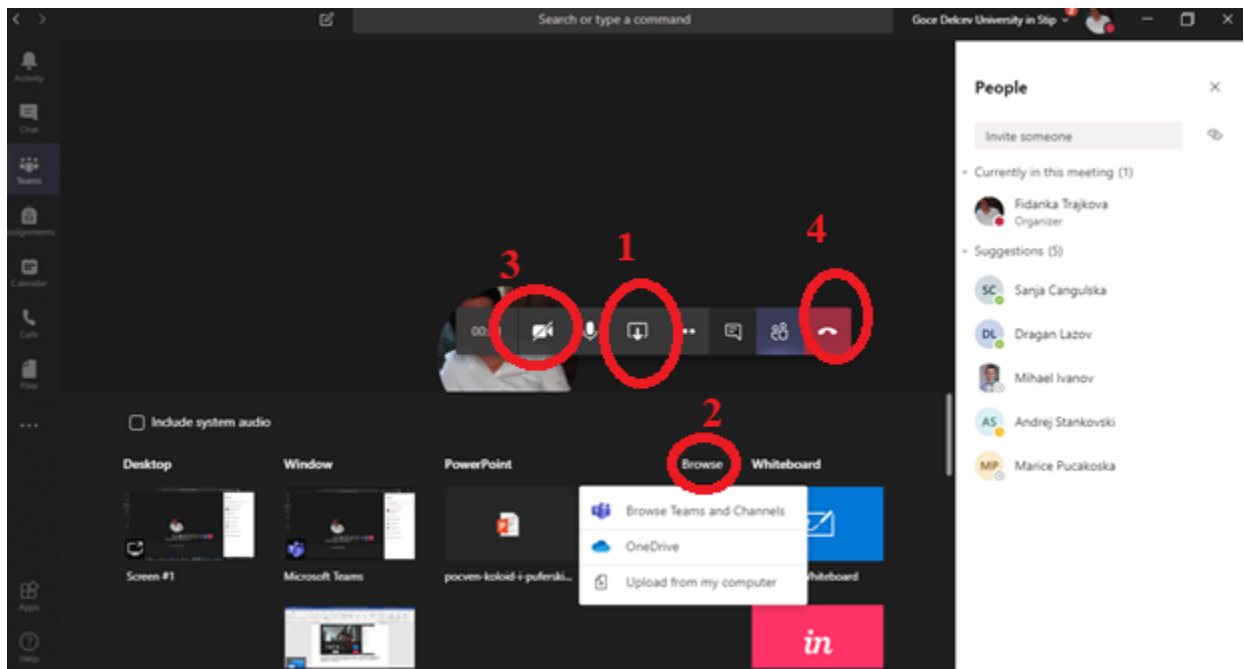 Search or type a command
Goce Delcev University in Stip
Activity
Chat
Teams
Assignments
Calendar
Calls
Files
Apps
Help
3
1
4
2
Include system audio
Desktop
Window
PowerPoint
Browse
Whiteboard
Browse Teams and Channels
OneDrive
Upload from my computer
Screen #1
Microsoft Teams
pocven-koloid-i-puferski...
Whiteboard
in
People
Invite someone
Currently in this meeting (1)
Fidanka Trajkova
Organizer
Suggestions (5)
SC Sanja Cangulska
DL Dragan Lazov
Mihael Ivanov
AS Andrej Stankovski
MP Marice Pucakoska